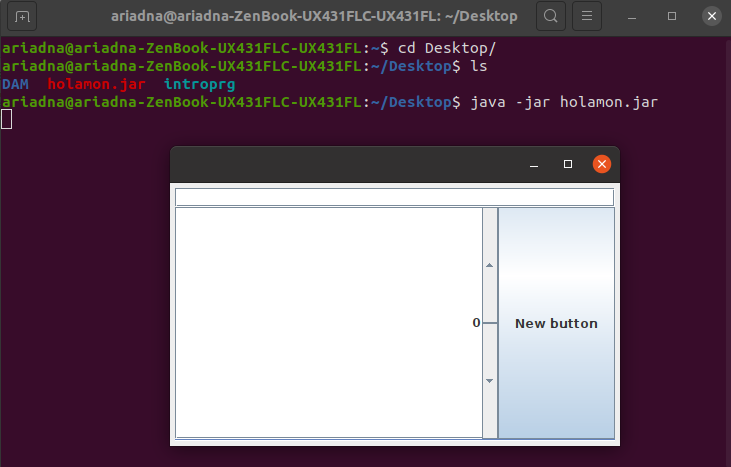 ariadna@ariadna-ZenBook-UX431FLC-UX431FL: ~/Desktop
ariadna@ariadna-ZenBook-UX431FLC-UX431FL:~$ cd Desktop/
ariadna@ariadna-ZenBook-UX431FLC-UX431FL:~/Desktop$ ls
DAM  holamon.jar  introprg
ariadna@ariadna-ZenBook-UX431FLC-UX431FL:~/Desktop$ java -jar holamon.jar
0
New button